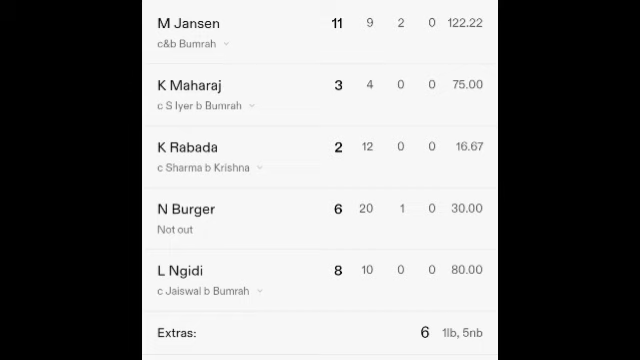 M Jansen 11 9 2 0 122.22
c&b Bumrah
K Maharaj 3 4 0 0 75.00
c S Iyer b Bumrah
K Rabada 2 12 0 0 16.67
c Sharma b Krishna
N Burger 6 20 1 0 30.00
Not out
L Ngidi 8 10 0 0 80.00
c Jaiswal b Bumrah
Extras: 6 1lb, 5nb